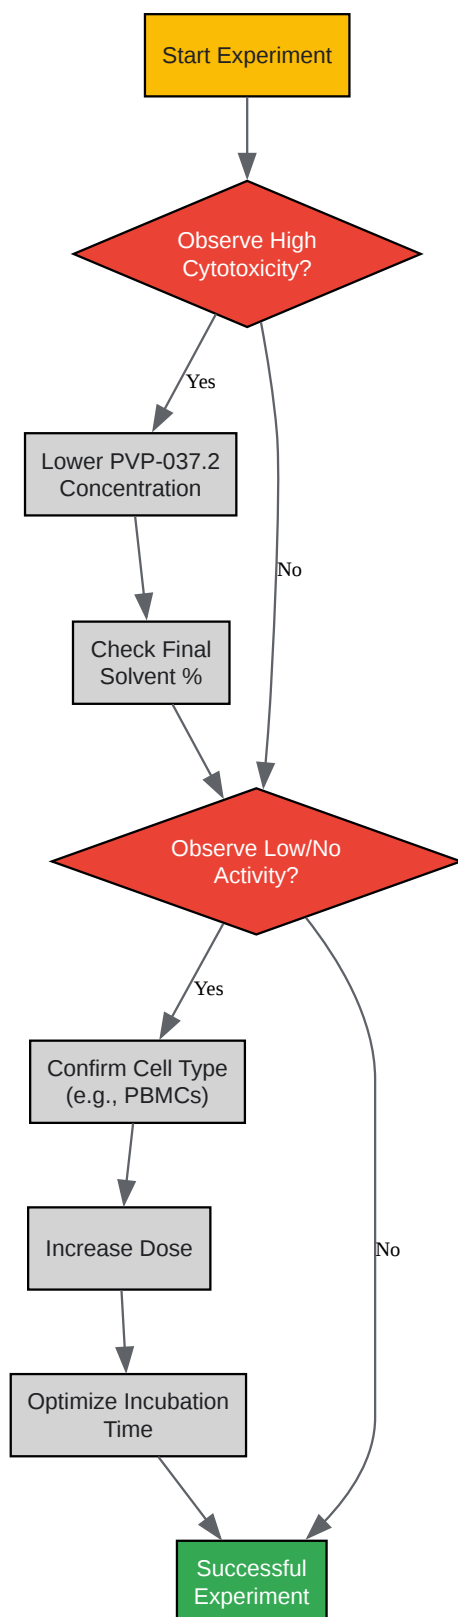 Start Experiment
Observe High
Cytotoxicity?
Yes
Lower PVP-037.2
Concentration
No
Check Final
Solvent %
Observe Low/No
Activity?
Yes
Confirm Cell Type
(e.g., PBMCs)
Increase Dose
No
Optimize Incubation
Time
Successful
Experiment